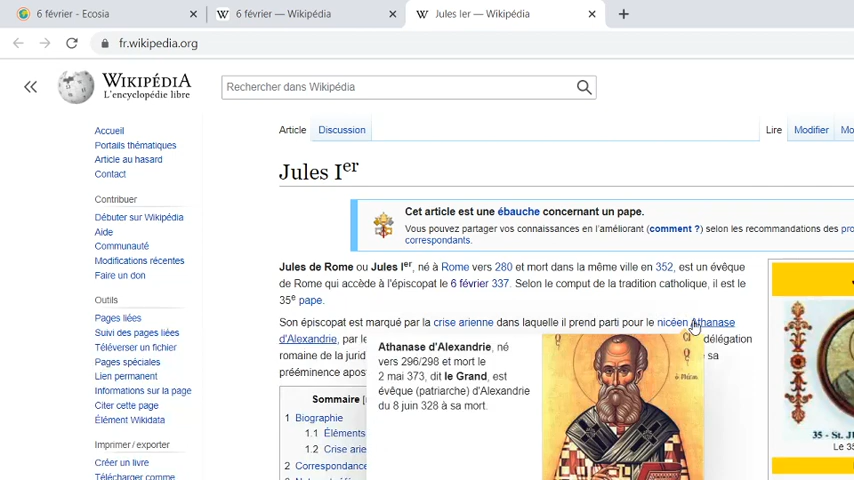 6 février - Ecosia
6 février — Wikipédia
Jules Ier — Wikipédia
fr.wikipedia.org
WIKIPÉDIA
L'encyclopédie libre
Rechercher dans Wikipédia
Accueil
Portails thématiques
Article au hasard
Contact
Contribuer
Débuter sur Wikipédia
Aide
Communauté
Modifications récentes
Faire un don
Outils
Pages liées
Suivi des pages liées
Téléverser un fichier
Pages spéciales
Lien permanent
Informations sur la page
Citer cette page
Élément Wikidata
Imprimer / exporter
Créer un livre
Télécharger comme
Article Discussion
Lire Modifier
Jules Ier
Cet article est une ébauche concernant un pape.
Vous pouvez partager vos connaissances en l'améliorant (comment ?) selon les recommandations des
correspondants.
Jules de Rome ou Jules Ier, né à Rome vers 280 et mort dans la même ville en 352, est un évêque
de Rome qui accède à l'épiscopat le 6 février 337. Selon le comput de la tradition catholique, il est le
35e pape.
Son épiscopat est marqué par la crise arienne dans laquelle il prend parti pour le nicéen Athanase
d'Alexandrie, par le délégation
romaine de la sa
prééminence
Athanase d'Alexandrie, né
vers 296/298 et mort le
2 mai 373, dit le Grand, est
évêque (patriarche) d'Alexandrie
du 8 juin 328 à sa mort.
Sommaire
1 Biographie
1.1 Éléments
1.2 Crise
2 Correspondance
35 - St.
Le